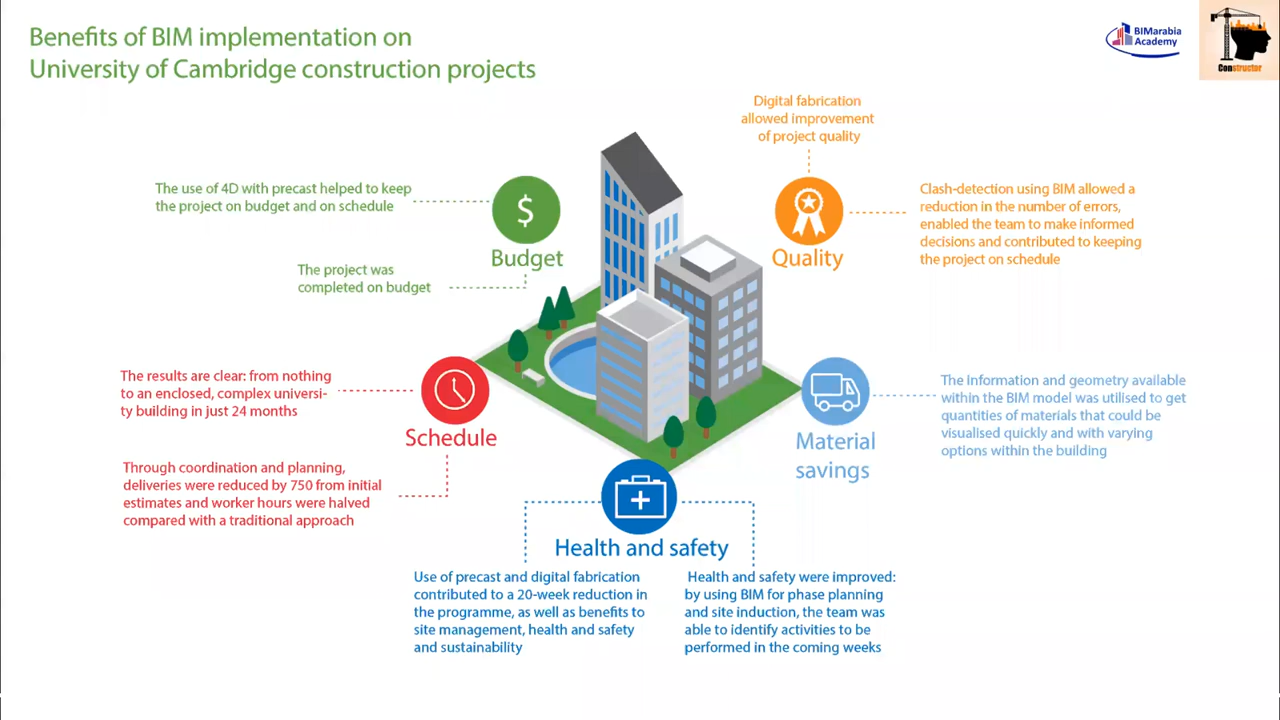 Benefits of BIM implementation on
University of Cambridge construction projects
BIMarabia
Academy
Constructor
Digital fabrication
allowed improvement
of project quality
The use of 4D with precast helped to keep
the project on budget and on schedule
$
Budget
The project was
completed on budget
Quality
Clash-detection using BIM allowed a
reduction in the number of errors,
enabled the team to make informed
decisions and contributed to keeping
the project on schedule
The results are clear: from nothing
to an enclosed, complex universi-
ty building in just 24 months
Schedule
Through coordination and planning,
deliveries were reduced by 750 from initial
estimates and worker hours were halved
compared with a traditional approach
Material
savings
The information and geometry available
within the BIM model was utilised to get
quantities of materials that could be
visualised quickly and with varying
options within the building
Health and safety
Use of precast and digital fabrication
contributed to a 20-week reduction in
the programme, as well as benefits to
site management, health and safety
and sustainability
Health and safety were improved:
by using BIM for phase planning
and site induction, the team was
able to identify activities to be
performed in the coming weeks